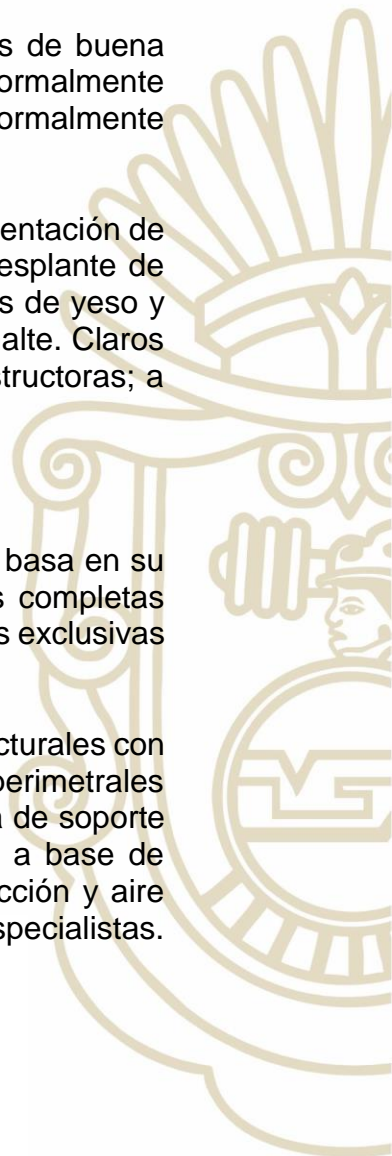 s de buena
ormalmente
ormalmente
entación de
esplante de
s de yeso y
alte. Claros
structoras; a
basa en su
s completas
s exclusivas
cturales con
perimetrales
a de soporte
a base de
cción y aire
specialistas.